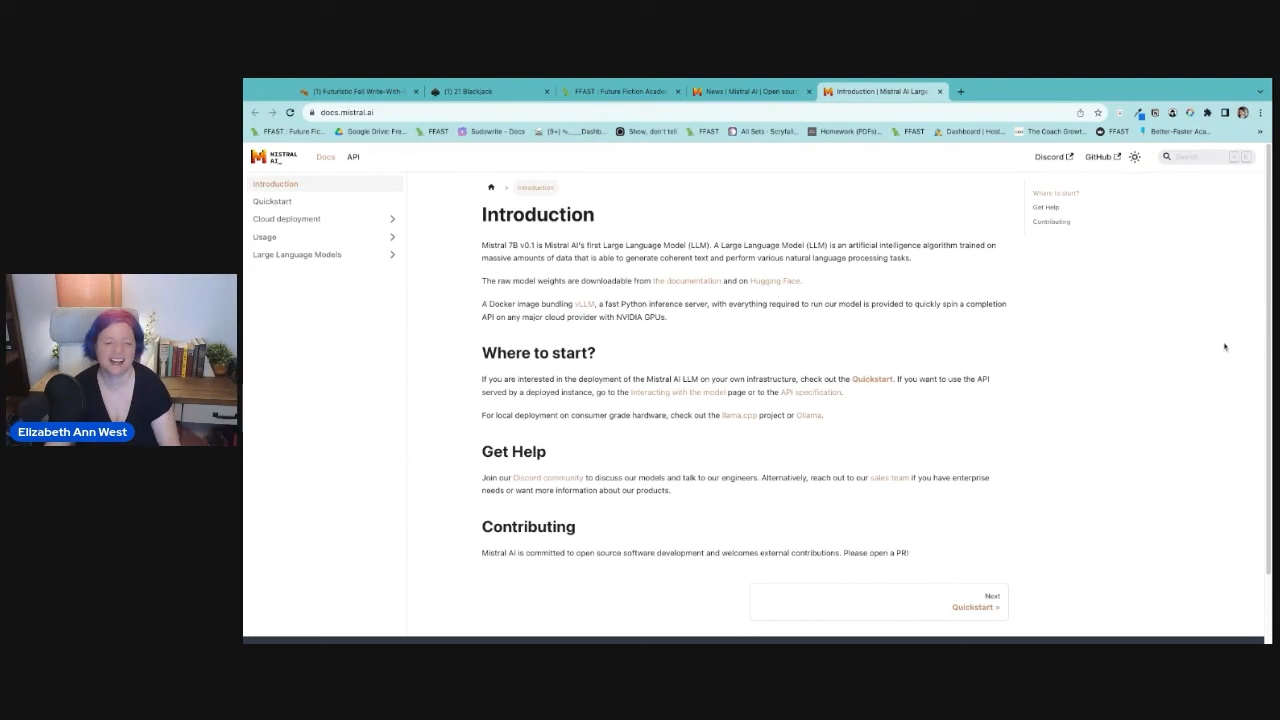 (1) Futuristic Fall Write-With-
(1) 21 Blackjack
FFAST : Future Fiction Acade
News | Mistral AI | Open sour
Introduction | Mistral AI Large
docs.mistral.ai
FFAST : Future Fic...
Google Drive: Fre...
FFAST
Sudowrite - Docs
(9+) ____Dashb...
Show, don't tell
FFAST
All Sets · Scryfall...
Homework (PDFs)...
FFAST
Dashboard | Host...
The Coach Growt...
FFAST
Better-Faster Aca...
MISTRAL
AI_
Docs
API
Discord
GitHub
Search
Introduction
Quickstart
Cloud deployment
Usage
Large Language Models
Introduction
Introduction
Mistral 7B v0.1 is Mistral AI's first Large Language Model (LLM). A Large Language Model (LLM) is an artificial intelligence algorithm trained on
massive amounts of data that is able to generate coherent text and perform various natural language processing tasks.
The raw model weights are downloadable from the documentation and on Hugging Face.
A Docker image bundling vLLM, a fast Python inference server, with everything required to run our model is provided to quickly spin a completion
API on any major cloud provider with NVIDIA GPUs.
Where to start?
If you are interested in the deployment of the Mistral AI LLM on your own infrastructure, check out the Quickstart. If you want to use the API
served by a deployed instance, go to the Interacting with the model page or to the API specification.
For local deployment on consumer grade hardware, check out the llama.cpp project or Ollama.
Get Help
Join our Discord community to discuss our models and talk to our engineers. Alternatively, reach out to our sales team if you have enterprise
needs or want more information about our products.
Contributing
Mistral AI is committed to open source software development and welcomes external contributions. Please open a PR!
Next
Quickstart »
Where to start?
Get Help
Contributing
Elizabeth Ann West